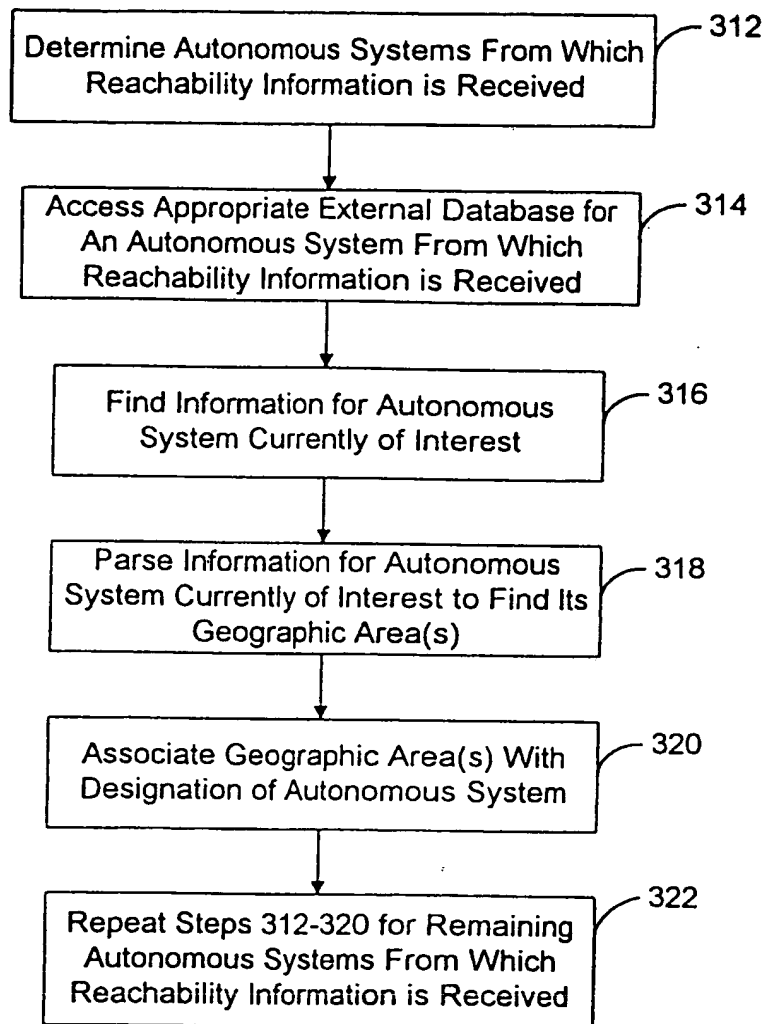 Determine Autonomous Systems From Which
Reachability Information is Received
312
Access Appropriate External Database for
An Autonomous System From Which
Reachability Information is Received
314
Find Information for Autonomous
System Currently of Interest
316
Parse Information for Autonomous
System Currently of Interest to Find Its
Geographic Area(s)
318
Associate Geographic Area(s) With
Designation of Autonomous System
320
Repeat Steps 312-320 for Remaining
Autonomous Systems From Which
Reachability Information is Received
322